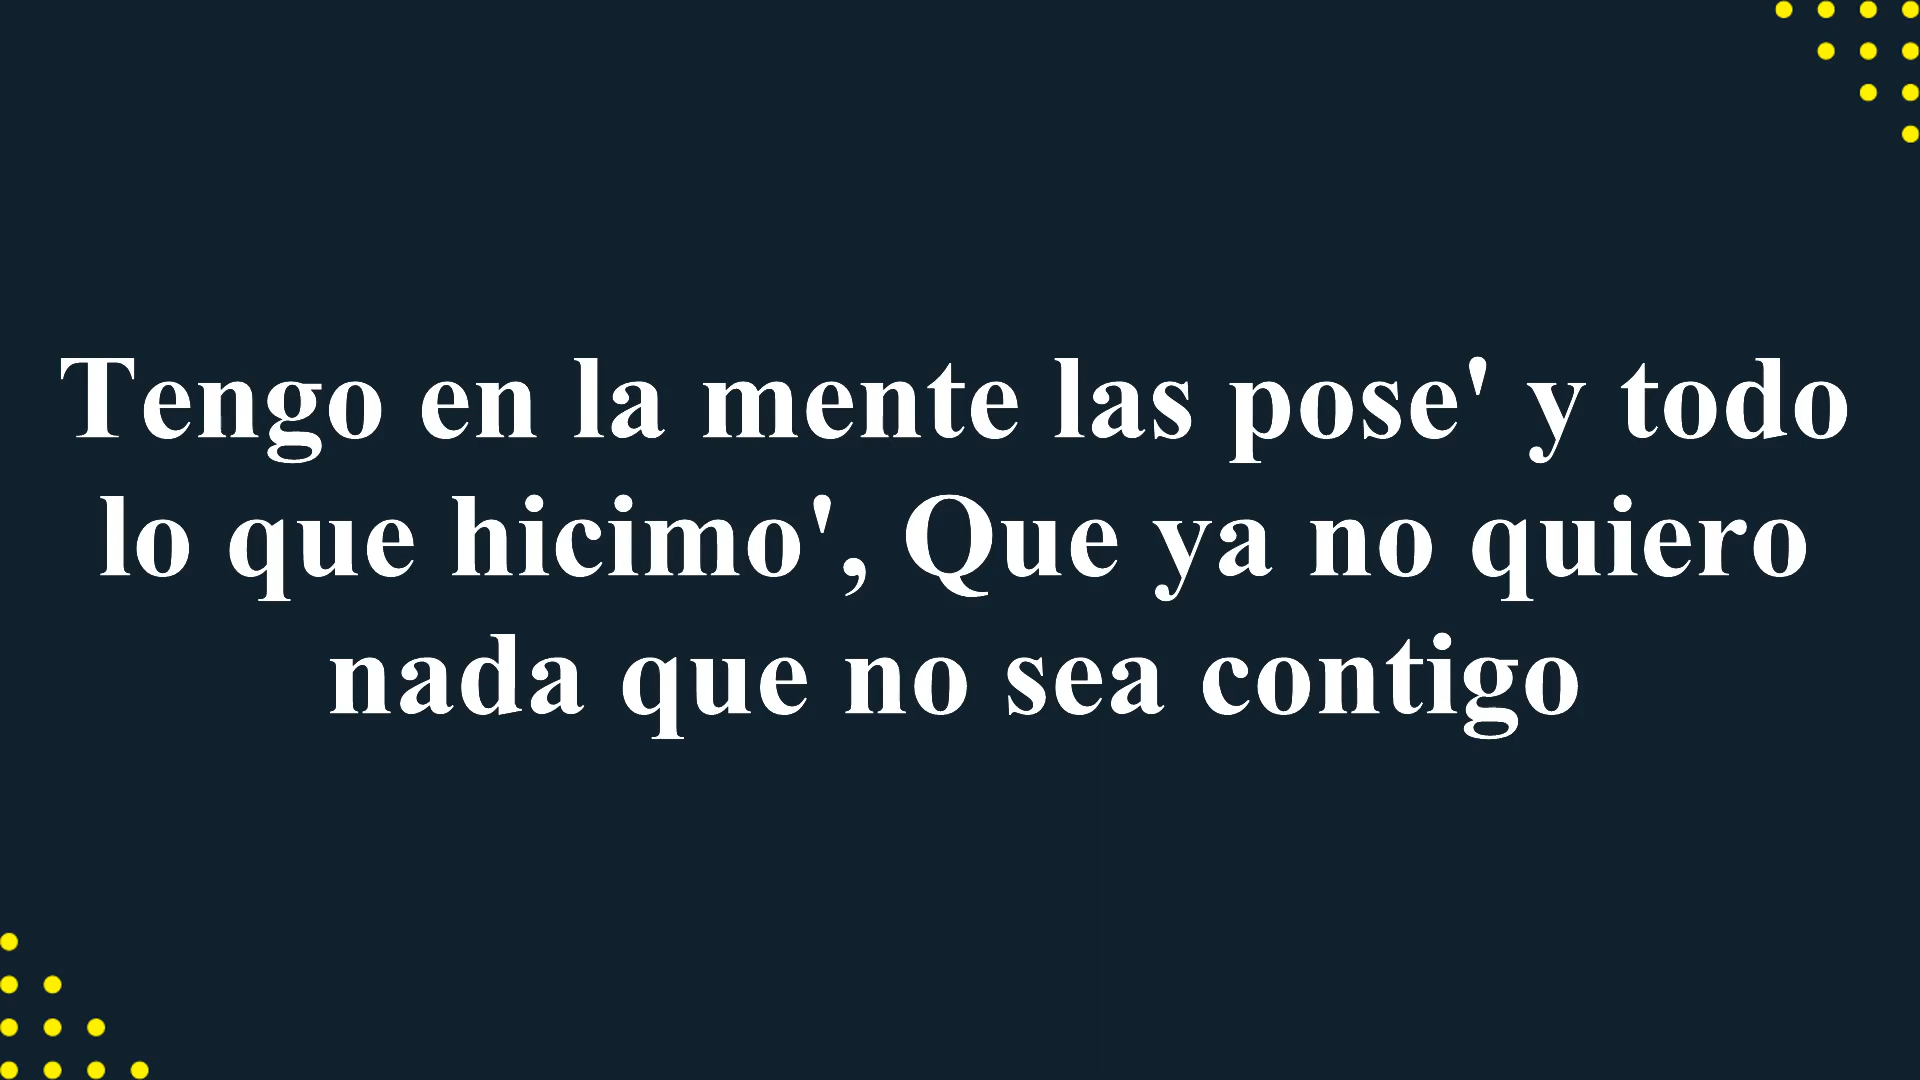 Tengo en la mente las pose' y todo
lo que hicimo', Que ya no quiero
nada que no sea contigo